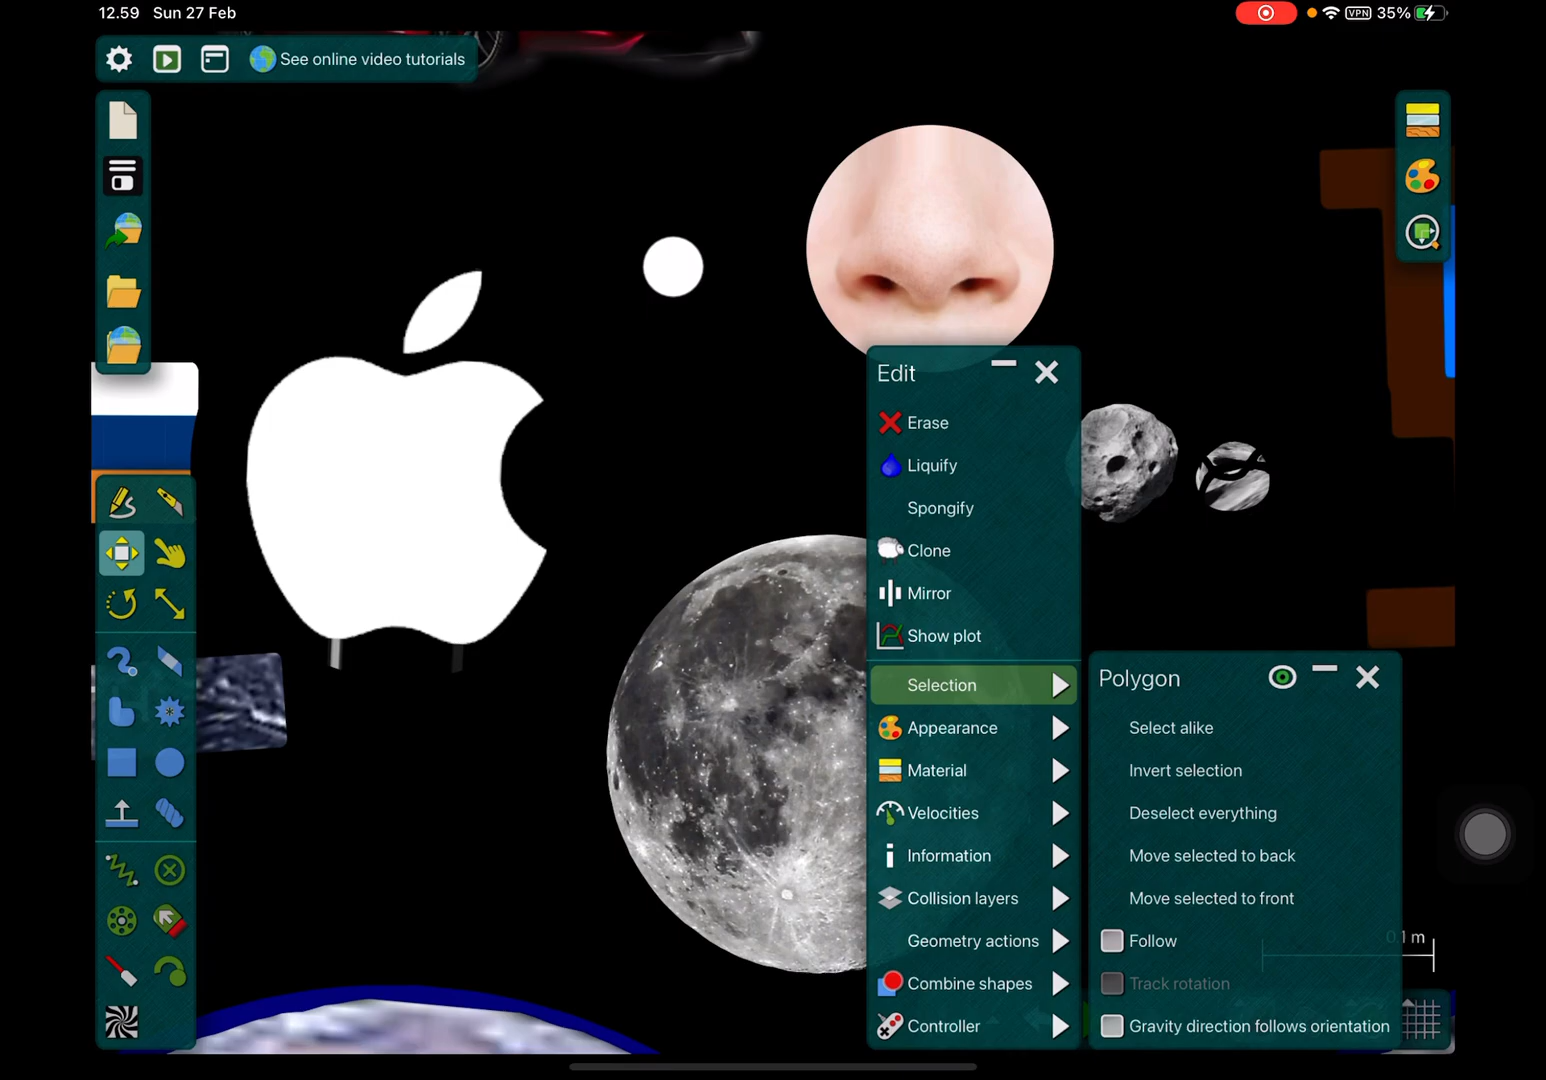 12.59 Sun 27 Feb
VPN 35%
See online video tutorials
Edit
Erase
Liquify
Spongify
Clone
Mirror
Show plot
Selection
Appearance
Material
Velocities
Information
Collision layers
Geometry actions
Combine shapes
Controller
Polygon
Select alike
Invert selection
Deselect everything
Move selected to back
Move selected to front
Follow
0.1 m
Track rotation
Gravity direction follows orientation